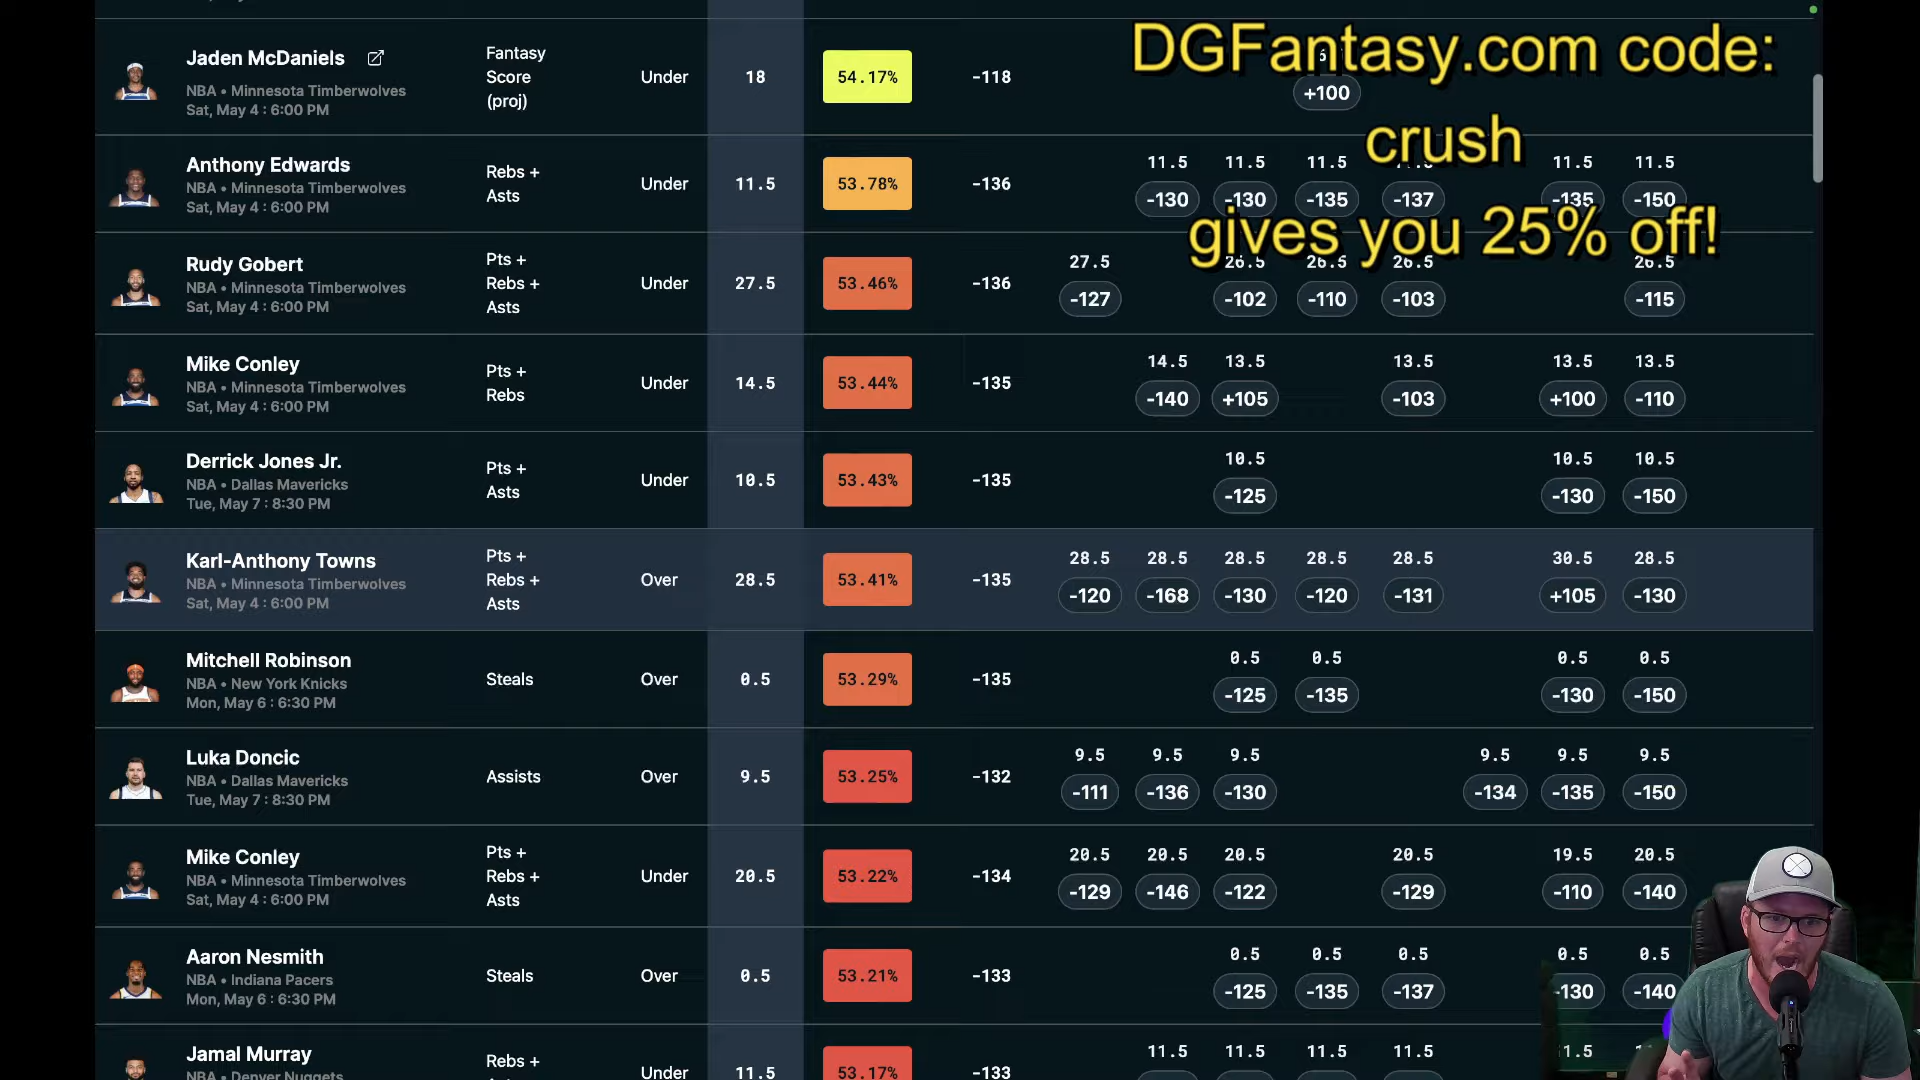 DGFantasy.com code:
crush
gives you 25% off!
Jaden McDaniels
NBA • Minnesota Timberwolves
Sat, May 4 : 6:00 PM
Fantasy
Score
(proj)
Under
18
54.17%
-118
+100
Anthony Edwards
NBA • Minnesota Timberwolves
Sat, May 4 : 6:00 PM
Rebs +
Asts
Under
11.5
53.78%
-136
11.5 11.5 11.5 11.5 11.5
-130 -130 -135 -137 -135 -150
Rudy Gobert
NBA • Minnesota Timberwolves
Sat, May 4 : 6:00 PM
Pts +
Rebs +
Asts
Under
27.5
53.46%
-136
27.5 26.5 26.5 26.5 26.5
-127 -102 -110 -103 -115
Mike Conley
NBA • Minnesota Timberwolves
Sat, May 4 : 6:00 PM
Pts +
Rebs
Under
14.5
53.44%
-135
14.5 13.5 13.5 13.5 13.5
-140 +105 -103 +100 -110
Derrick Jones Jr.
NBA • Dallas Mavericks
Tue, May 7 : 8:30 PM
Pts +
Asts
Under
10.5
53.43%
-135
10.5 10.5 10.5
-125 -130 -150
Karl-Anthony Towns
NBA • Minnesota Timberwolves
Sat, May 4 : 6:00 PM
Pts +
Rebs +
Asts
Over
28.5
53.41%
-135
28.5 28.5 28.5 28.5 28.5 30.5 28.5
-120 -168 -130 -120 -131 +105 -130
Mitchell Robinson
NBA • New York Knicks
Mon, May 6 : 6:30 PM
Steals
Over
0.5
53.29%
-135
0.5 0.5 0.5 0.5
-125 -135 -130 -150
Luka Doncic
NBA • Dallas Mavericks
Tue, May 7 : 8:30 PM
Assists
Over
9.5
53.25%
-132
9.5 9.5 9.5 9.5 9.5 9.5
-111 -136 -130 -134 -135 -150
Mike Conley
NBA • Minnesota Timberwolves
Sat, May 4 : 6:00 PM
Pts +
Rebs +
Asts
Under
20.5
53.22%
-134
20.5 20.5 20.5 20.5 19.5 20.5
-129 -146 -122 -129 -110 -140
Aaron Nesmith
NBA • Indiana Pacers
Mon, May 6 : 6:30 PM
Steals
Over
0.5
53.21%
-133
0.5 0.5 0.5 0.5 0.5
-125 -135 -137 -130 -140
Jamal Murray
NBA • Denver Nuggets
Rebs +
Under
11.5
53.17%
-133
11.5 11.5 11.5 11.5